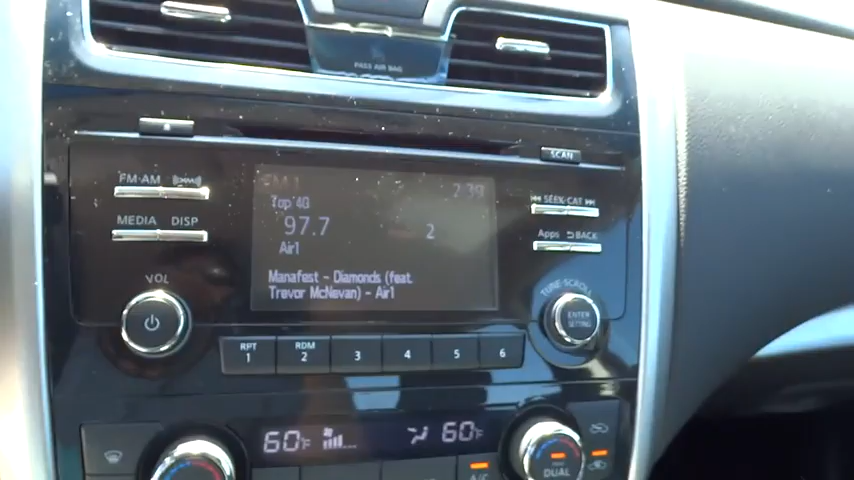 PASS AIR BAG
SCAN
FM·AM
MEDIA DISP
VOL
FM1 2:39
Top 40
97.7 2
Air1
Manafest - Diamonds (feat.
Trevor McNevan) - Air1
SEEK·CAT
Apps BACK
TUNE·SCROLL
ENTER
SETTING
RPT RDM
1 2 3 4 5 6
60°F 60°F
A/C DUAL